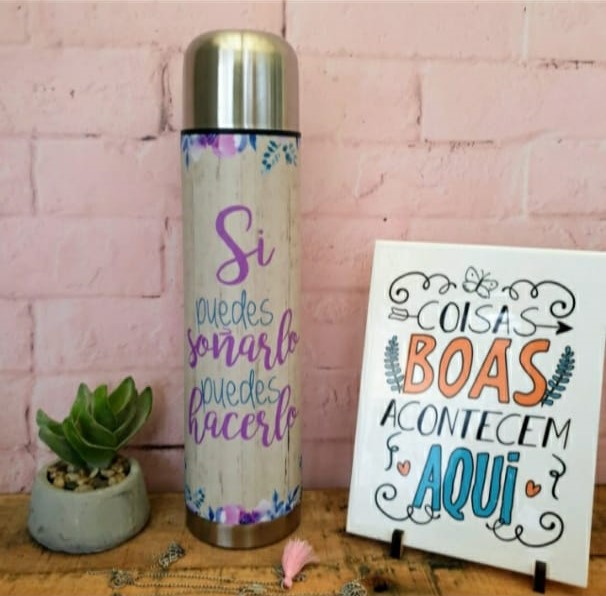 Si
puedes
soñarlo
puedes
hacerlo
COISAS
BOAS
ACONTECEM
AQUi